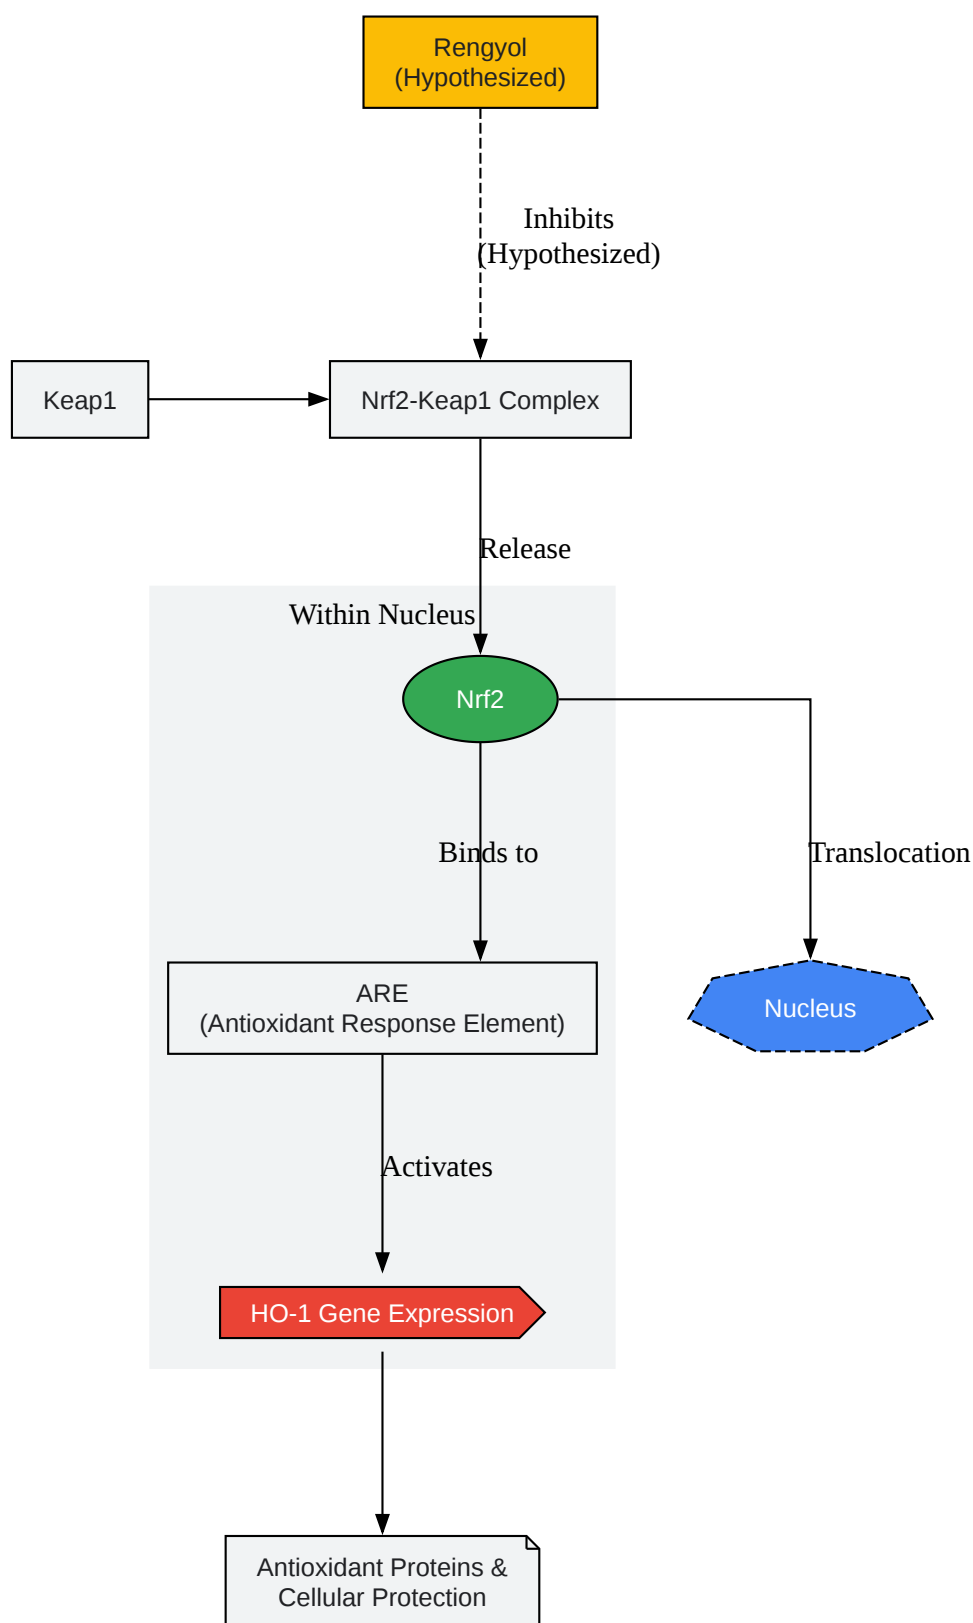 Rengyol
(Hypothesized)
Inhibits
(Hypothesized)
Keap1
Nrf2-Keap1 Complex
Release
Within Nucleus
Nrf2
Binds to
Translocation
ARE
(Antioxidant Response Element)
Nucleus
Activates
HO-1 Gene Expression
Antioxidant Proteins &
Cellular Protection